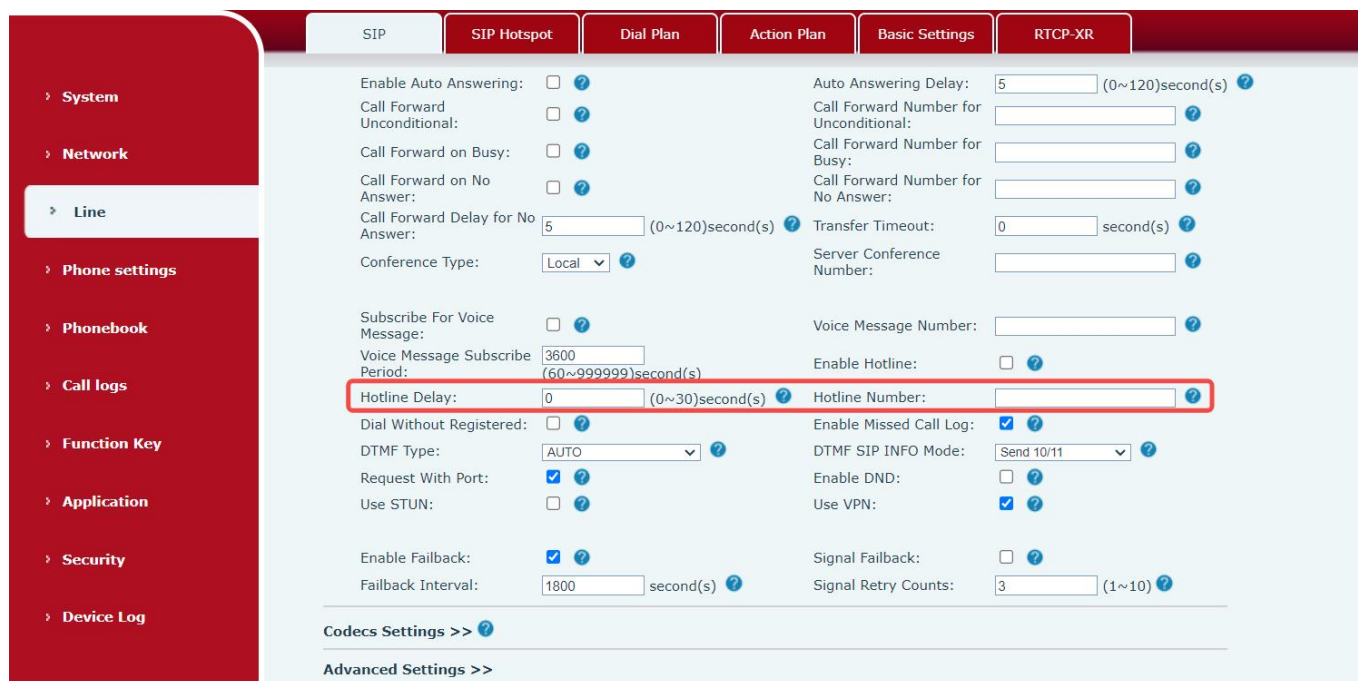 SIP
SIP Hotspot
Dial Plan
Action Plan
Basic Settings
RTCP-XR
› System
› Network
› Line
› Phone settings
› Phonebook
› Call logs
› Function Key
› Application
› Security
› Device Log
Enable Auto Answering: ?
Auto Answering Delay: 5 (0~120)second(s) ?
Call Forward
Unconditional: ?
Call Forward Number for
Unconditional: ?
Call Forward on Busy: ?
Call Forward Number for
Busy: ?
Call Forward on No
Answer: ?
Call Forward Number for
No Answer: ?
Call Forward Delay for No
Answer: 5 (0~120)second(s) ?
Transfer Timeout: 0 second(s) ?
Conference Type: Local ?
Server Conference
Number: ?
Subscribe For Voice
Message: ?
Voice Message Number: ?
Voice Message Subscribe
Period: 3600
(60~999999)second(s)
Enable Hotline: ?
Hotline Delay: 0 (0~30)second(s) ?
Hotline Number: ?
Dial Without Registered: ?
Enable Missed Call Log: ?
DTMF Type: AUTO ?
DTMF SIP INFO Mode: Send 10/11 ?
Request With Port: ?
Enable DND: ?
Use STUN: ?
Use VPN: ?
Enable Failback: ?
Signal Failback: ?
Failback Interval: 1800 second(s) ?
Signal Retry Counts: 3 (1~10) ?
Codecs Settings >> ?
Advanced Settings >>